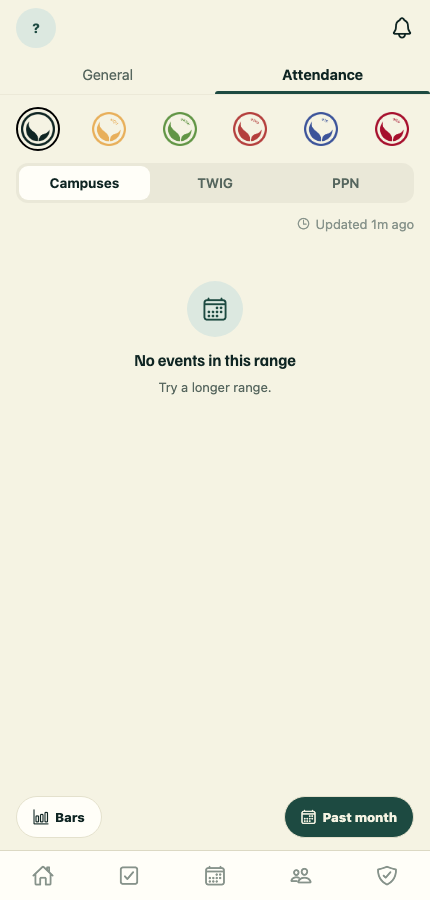 ?
General
Attendance
Campuses
TWIG
PPN
Updated 1m ago
No events in this range
Try a longer range.
Bars
Past month